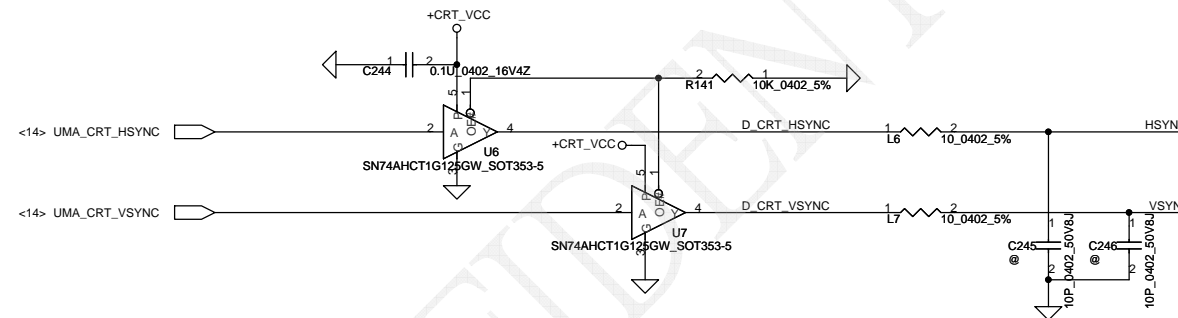 +CRT_VCC
1
2
C244
0.1U_0402_16V4Z
5
1
P
OE#
2
1
R141
10K_0402_5%
<14> UMA_CRT_HSYNC
2
A
Y
4
G
3
U6
SN74AHCT1G125GW_SOT353-5
D_CRT_HSYNC
1
2
L6
10_0402_5%
HSYN
+CRT_VCC
5
1
P
OE#
<14> UMA_CRT_VSYNC
2
A
Y
4
G
3
U7
SN74AHCT1G125GW_SOT353-5
D_CRT_VSYNC
1
2
L7
10_0402_5%
VSYN
1
C245
@
2
10P_0402_50V8J
1
C246
@
2
10P_0402_50V8J